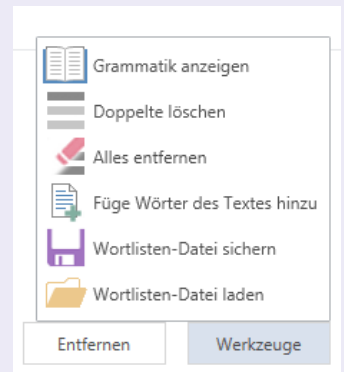 Grammatik anzeigen
Doppelte löschen
Alles entfernen
Füge Wörter des Textes hinzu
Wortlisten-Datei sichern
Wortlisten-Datei laden
Entfernen
Werkzeuge